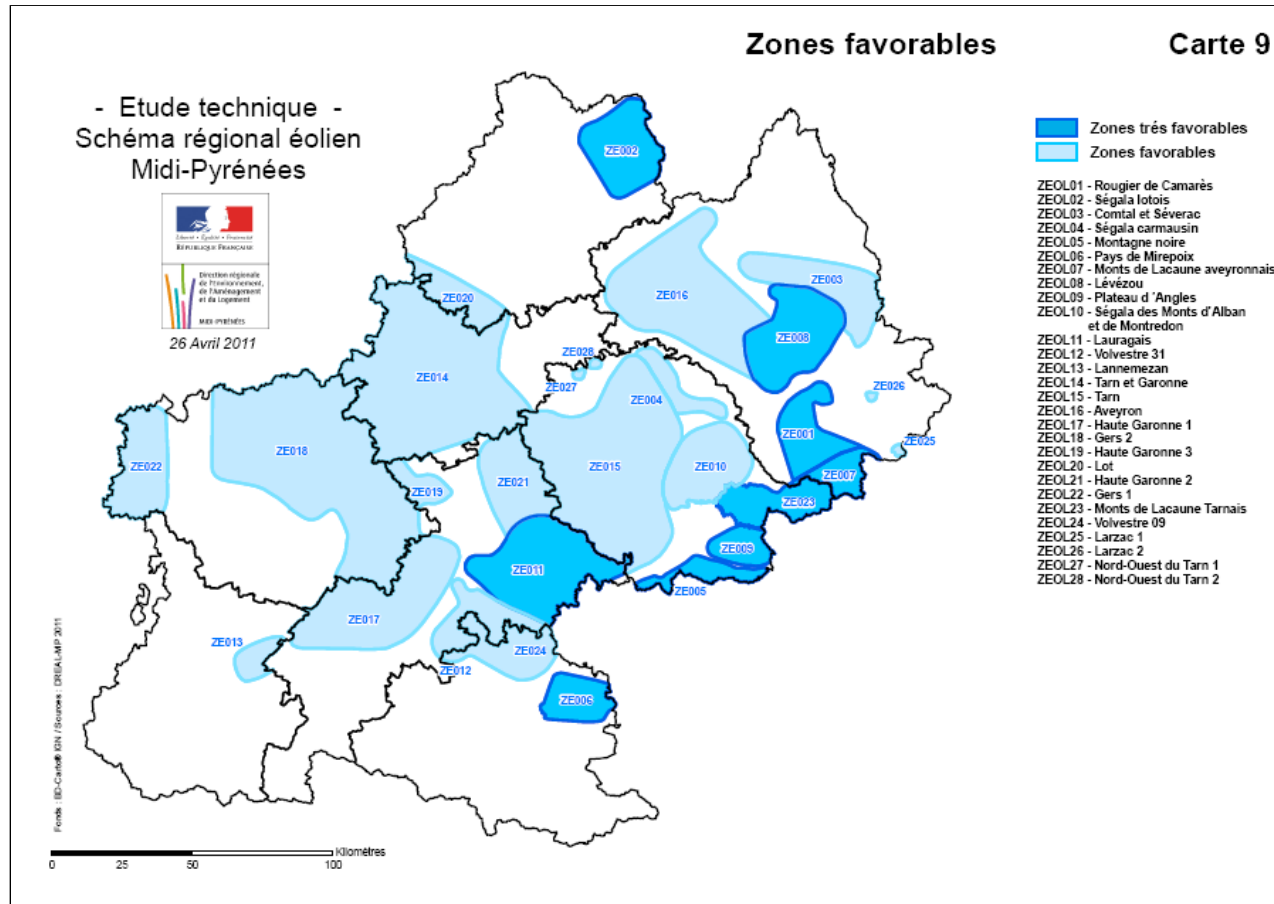 Zones favorables
Carte 9
- Etude technique -
Schéma régional éolien
Midi-Pyrénées
Liberté • Égalité • Fraternité
RÉPUBLIQUE FRANÇAISE
Direction régionale
de l'Environnement,
de l'Aménagement
et du Logement
MIDI-PYRÉNÉES
26 Avril 2011
Zones trés favorables
Zones favorables
ZEOL01 - Rougier de Camarès
ZEOL02 - Ségala lotois
ZEOL03 - Comtal et Séverac
ZEOL04 - Ségala carmausin
ZEOL05 - Montagne noire
ZEOL06 - Pays de Mirepoix
ZEOL07 - Monts de Lacaune aveyronnais
ZEOL08 - Lévézou
ZEOL09 - Plateau d 'Angles
ZEOL10 - Ségala des Monts d'Alban
et de Montredon
ZEOL11 - Lauragais
ZEOL12 - Volvestre 31
ZEOL13 - Lannemezan
ZEOL14 - Tarn et Garonne
ZEOL15 - Tarn
ZEOL16 - Aveyron
ZEOL17 - Haute Garonne 1
ZEOL18 - Gers 2
ZEOL19 - Haute Garonne 3
ZEOL20 - Lot
ZEOL21 - Haute Garonne 2
ZEOL22 - Gers 1
ZEOL23 - Monts de Lacaune Tarnais
ZEOL24 - Volvestre 09
ZEOL25 - Larzac 1
ZEOL26 - Larzac 2
ZEOL27 - Nord-Ouest du Tarn 1
ZEOL28 - Nord-Ouest du Tarn 2
ZE002
ZE003
ZE020
ZE016
ZE008
ZE028
ZE014
ZE027
ZE026
ZE004
ZE001
ZE025
ZE018
ZE022
ZE015
ZE010
ZE007
ZE021
ZE019
ZE023
ZE009
ZE011
ZE005
ZE017
ZE013
ZE024
ZE012
ZE006
Fonds : BD-Carto® IGN / Sources : DREAL-MP 2011
Kilomètres
0 25 50 100